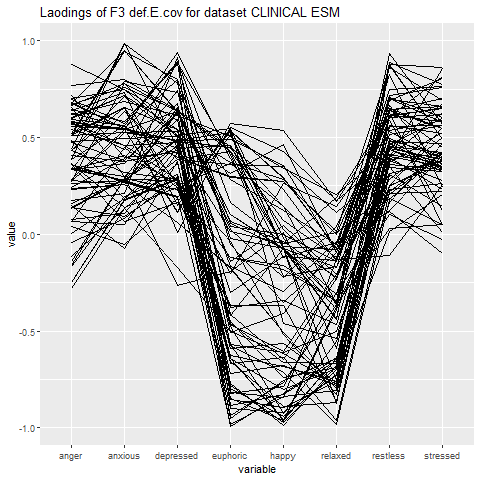 Laodings of F3 def.E.cov for dataset CLINICAL ESM
1.0
0.5
0.0
-0.5
-1.0
value
anger anxious depressed euphoric happy relaxed restless stressed
variable